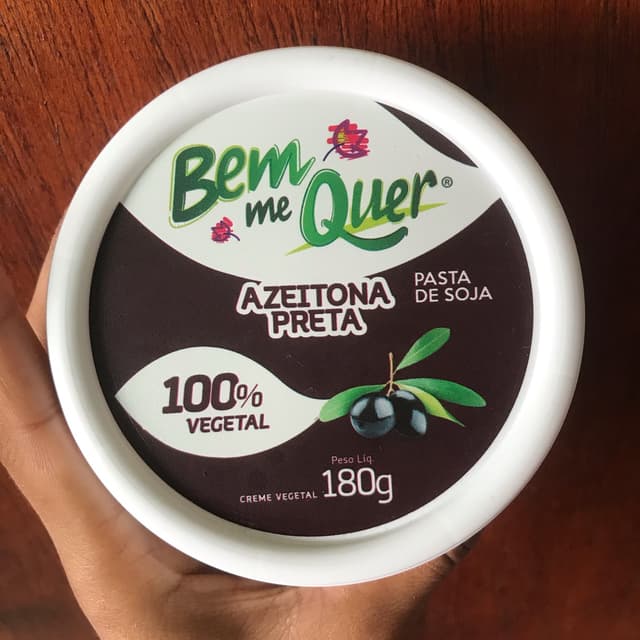 Bem
me Quer®
AZEITONA
PRETA
PASTA
DE SOJA
100%
VEGETAL
Peso Líq.
CREME VEGETAL 180g